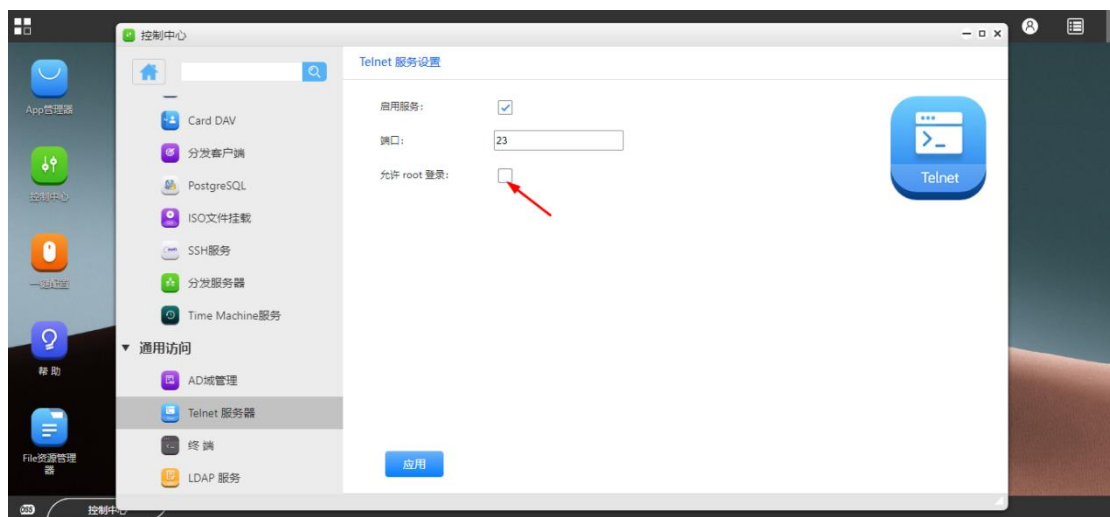 控制中心
App管理器
控制中心
一键配置
帮助
File资源管理
器
Card DAV
分发客户端
PostgreSQL
ISO文件挂载
SSH服务
分发服务器
Time Machine服务
通用访问
AD域管理
Telnet 服务器
终端
LDAP 服务
Telnet 服务设置
启用服务:
端口:
23
允许 root 登录:
Telnet
应用
控制中心